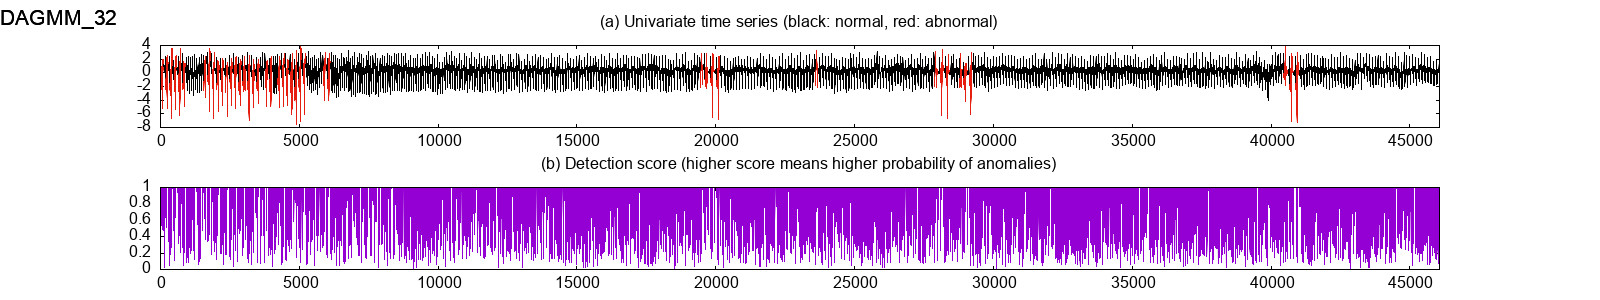 DAGMM_32
(a) Univariate time series (black: normal, red: abnormal)
4
2
0
-2
-4
-6
-8
0 5000 10000 15000 20000 25000 30000 35000 40000 45000
(b) Detection score (higher score means higher probability of anomalies)
1
0.8
0.6
0.4
0.2
0
0 5000 10000 15000 20000 25000 30000 35000 40000 45000